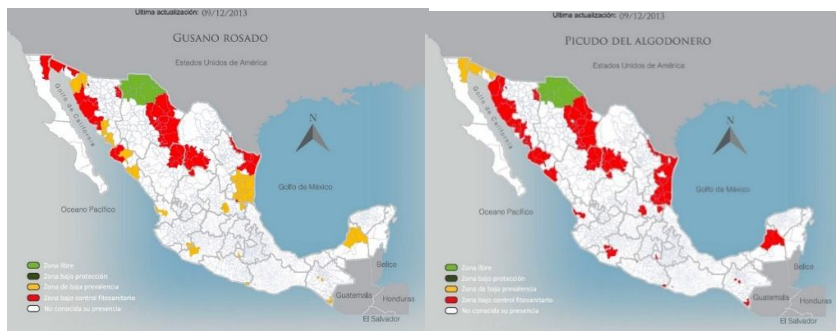 Ultima actualización: 09/12/2013
GUSANO ROSADO
Estados Unidos de América
Golfo de California
N
Golfo de México
Oceano Pacífico
Zona libre
Zona bajo protección
Zona de baja prevalencia
Zona bajo control fitosanitario
No conocida su presencia
Belice
Guatemala
Honduras
El Salvador
Ultima actualización: 09/12/2013
PICUDO DEL ALGODONERO
Estados Unidos de América
Golfo de California
N
Golfo de México
Oceano Pacífico
Zona libre
Zona bajo protección
Zona de baja prevalencia
Zona bajo control fitosanitario
No conocida su presencia
Belice
Guatemala
Honduras
El Salvador